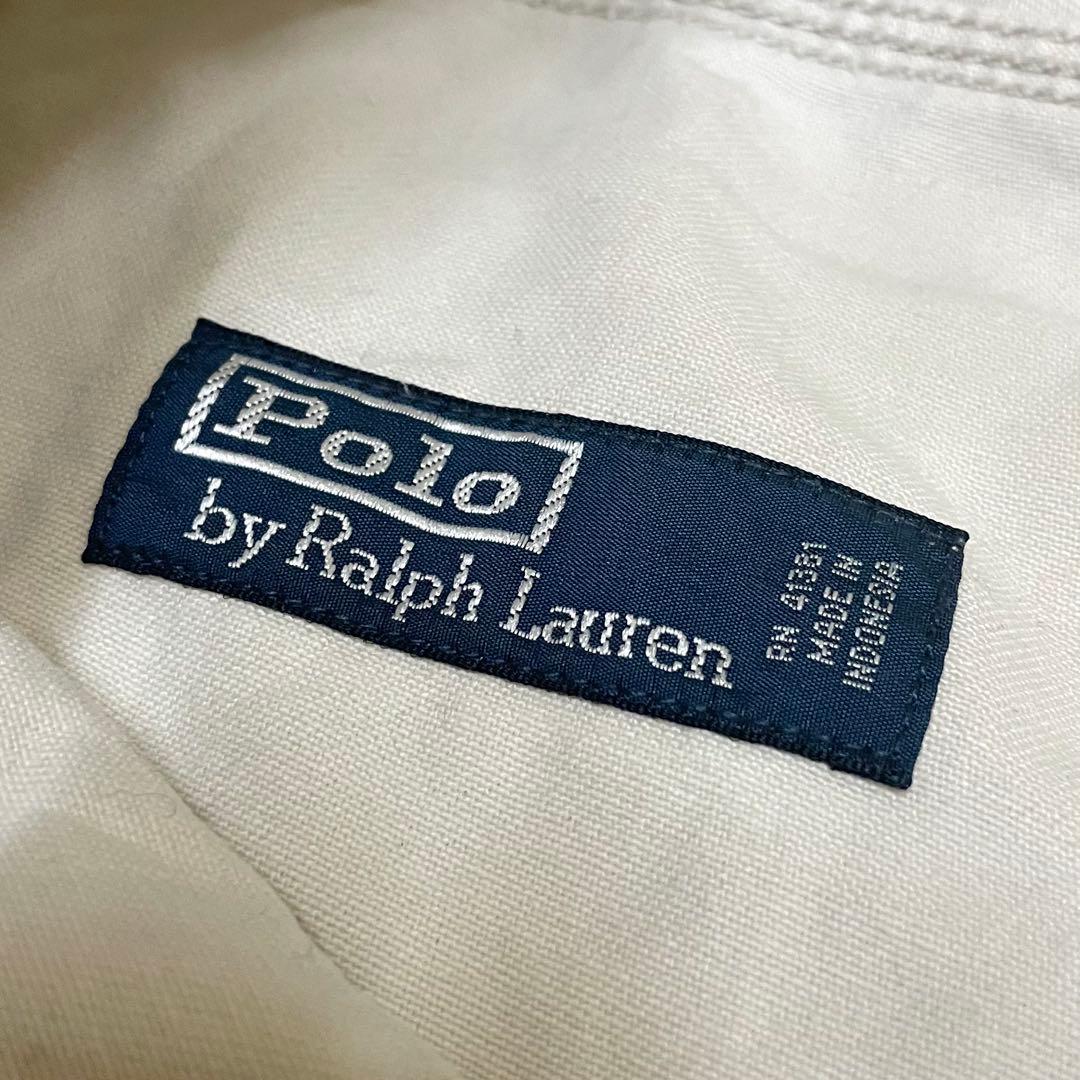 Polo
by Ralph Lauren
RN 41381
MADE IN
INDONESIA